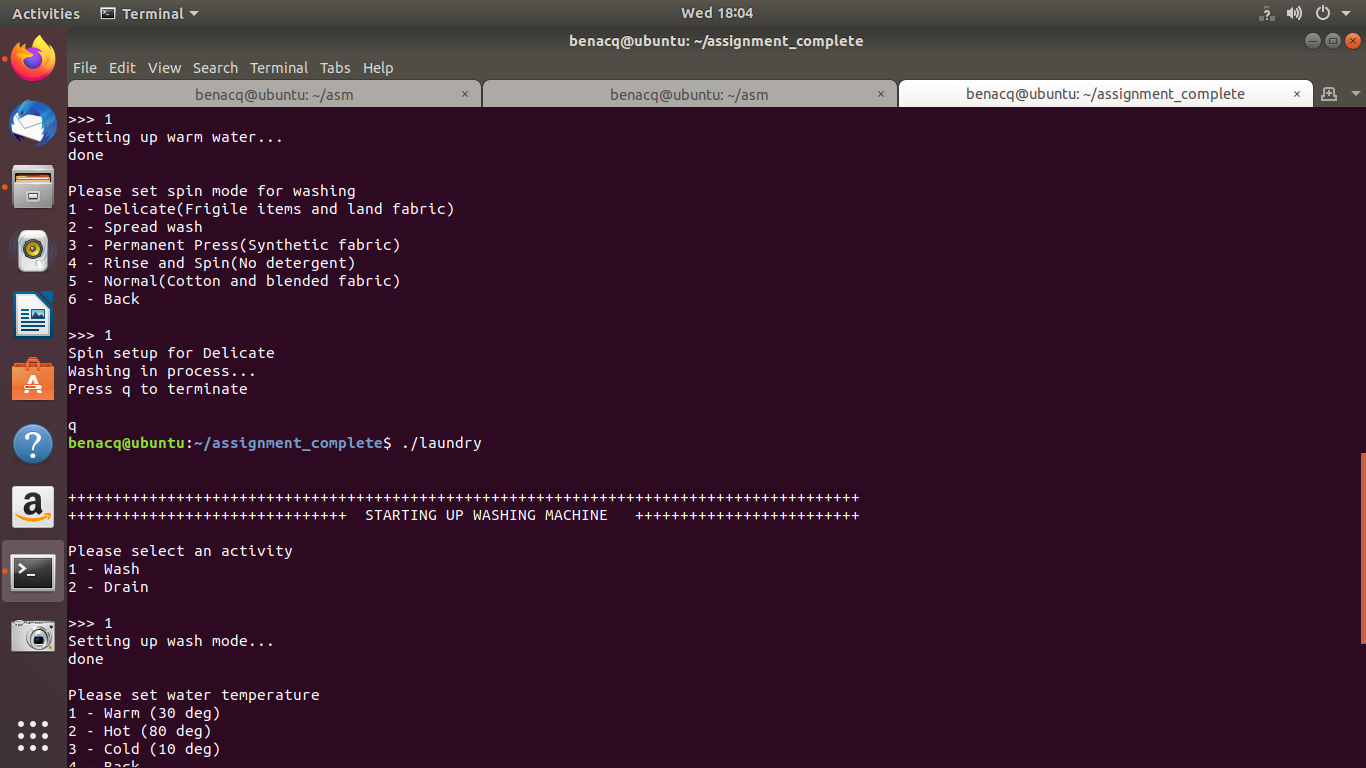 Activities Terminal Wed 18:04
benacq@ubuntu: ~/assignment_complete
File Edit View Search Terminal Tabs Help
benacq@ubuntu: ~/asm × benacq@ubuntu: ~/asm × benacq@ubuntu: ~/assignment_complete ×
>>> 1
Setting up warm water...
done
Please set spin mode for washing
1 - Delicate(Frigile items and land fabric)
2 - Spread wash
3 - Permanent Press(Synthetic fabric)
4 - Rinse and Spin(No detergent)
5 - Normal(Cotton and blended fabric)
6 - Back
>>> 1
Spin setup for Delicate
Washing in process...
Press q to terminate
q
benacq@ubuntu:~/assignment_complete$ ./laundry
++++++++++++++++++++++++++++++++++++++++++++++++++++++++++++++++++++++++++++++++++++++++
+++++++++++++++++++++++++++++++  STARTING UP WASHING MACHINE   +++++++++++++++++++++++++
Please select an activity
1 - Wash
2 - Drain
>>> 1
Setting up wash mode...
done
Please set water temperature
1 - Warm (30 deg)
2 - Hot (80 deg)
3 - Cold (10 deg)
4 - Back